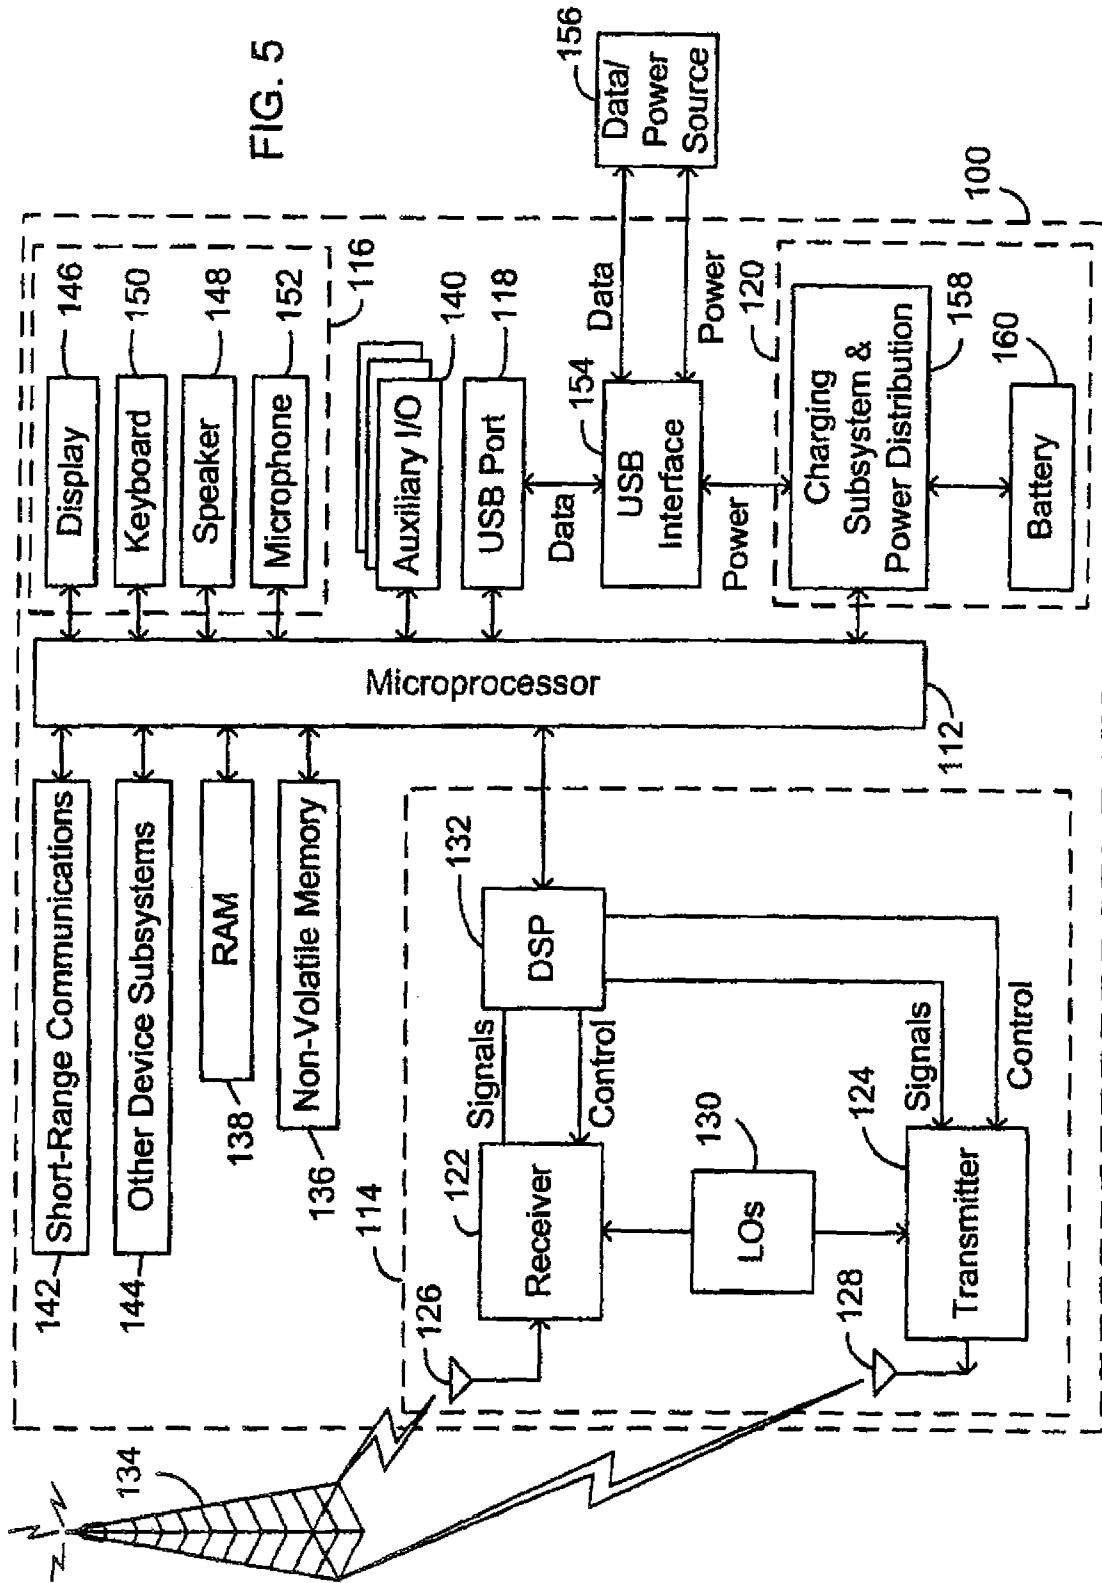 FIG. 5
134
142
Short-Range Communications
144
Other Device Subsystems
138
RAM
136
Non-Volatile Memory
114
126
122
Receiver
Signals
Control
132
DSP
130
LOs
128
124
Transmitter
Signals
Control
Microprocessor
112
Display
146
Keyboard
150
Speaker
148
Microphone
152
116
Auxiliary I/O
140
USB Port
118
Data
USB
Interface
154
Data
Power
Data/
Power
Source
156
Power
120
Charging
Subsystem &
Power Distribution
158
Battery
160
100